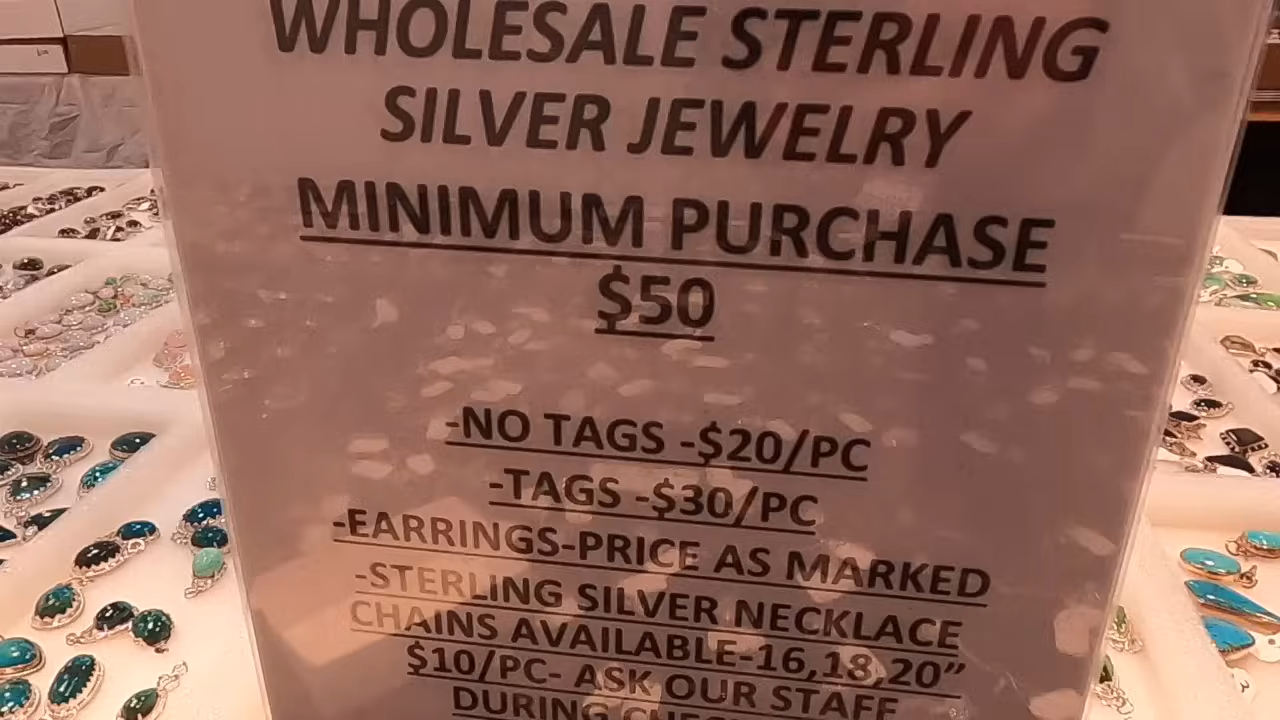 WHOLESALE STERLING
SILVER JEWELRY
MINIMUM PURCHASE
$50
-NO TAGS -$20/PC
-TAGS -$30/PC
-EARRINGS-PRICE AS MARKED
-STERLING SILVER NECKLACE
CHAINS AVAILABLE-16,18,20”
$10/PC- ASK OUR STAFF
DURING